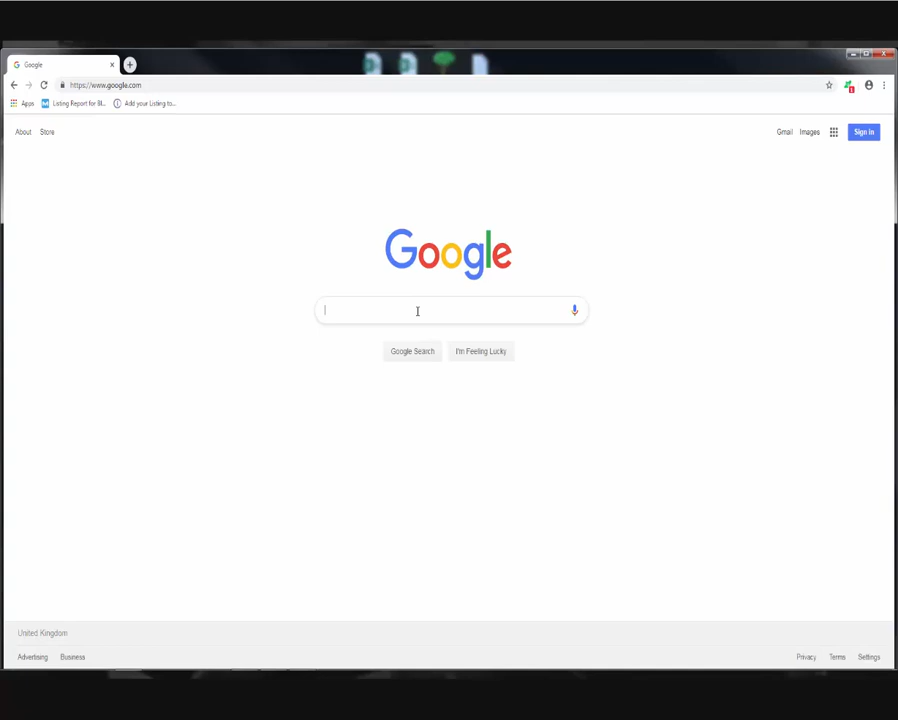 Google
https://www.google.com
Apps Listing Report for Bl... Add your Listing to...
About Store Gmail Images Sign in
Google
Google Search I'm Feeling Lucky
United Kingdom
Advertising Business Privacy Terms Settings